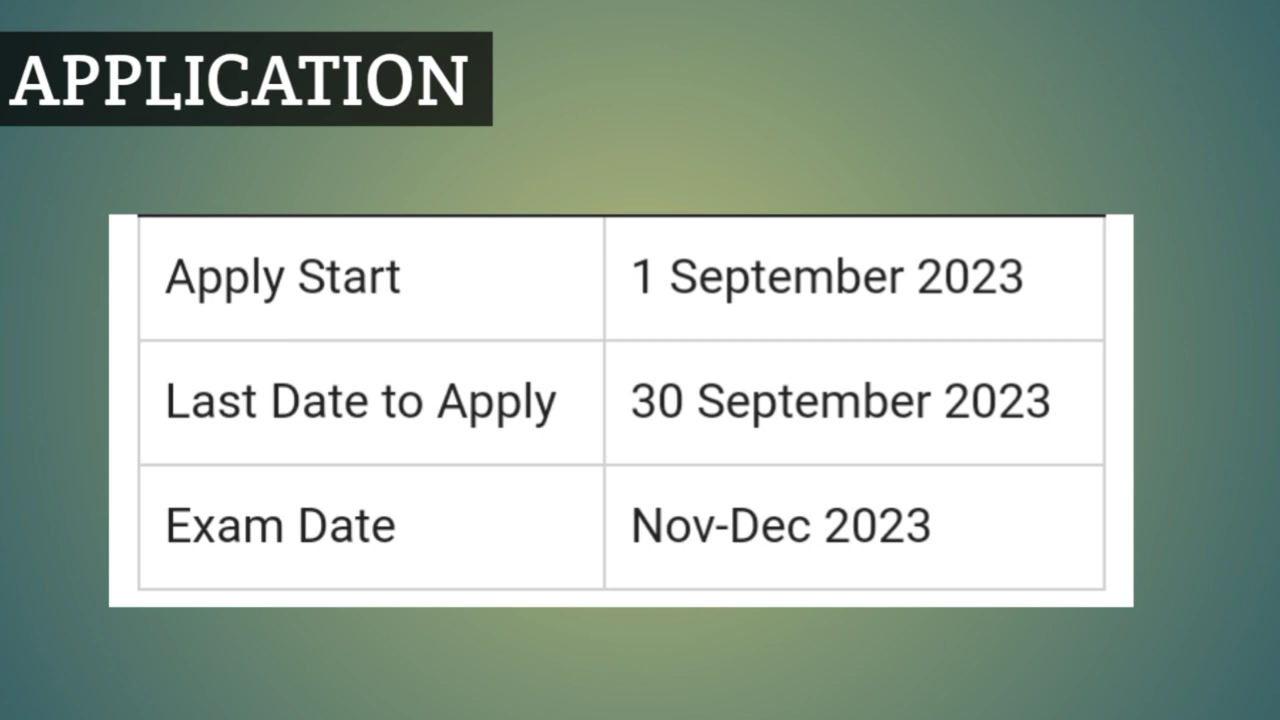 APPLICATION
Apply Start 1 September 2023
Last Date to Apply 30 September 2023
Exam Date Nov-Dec 2023